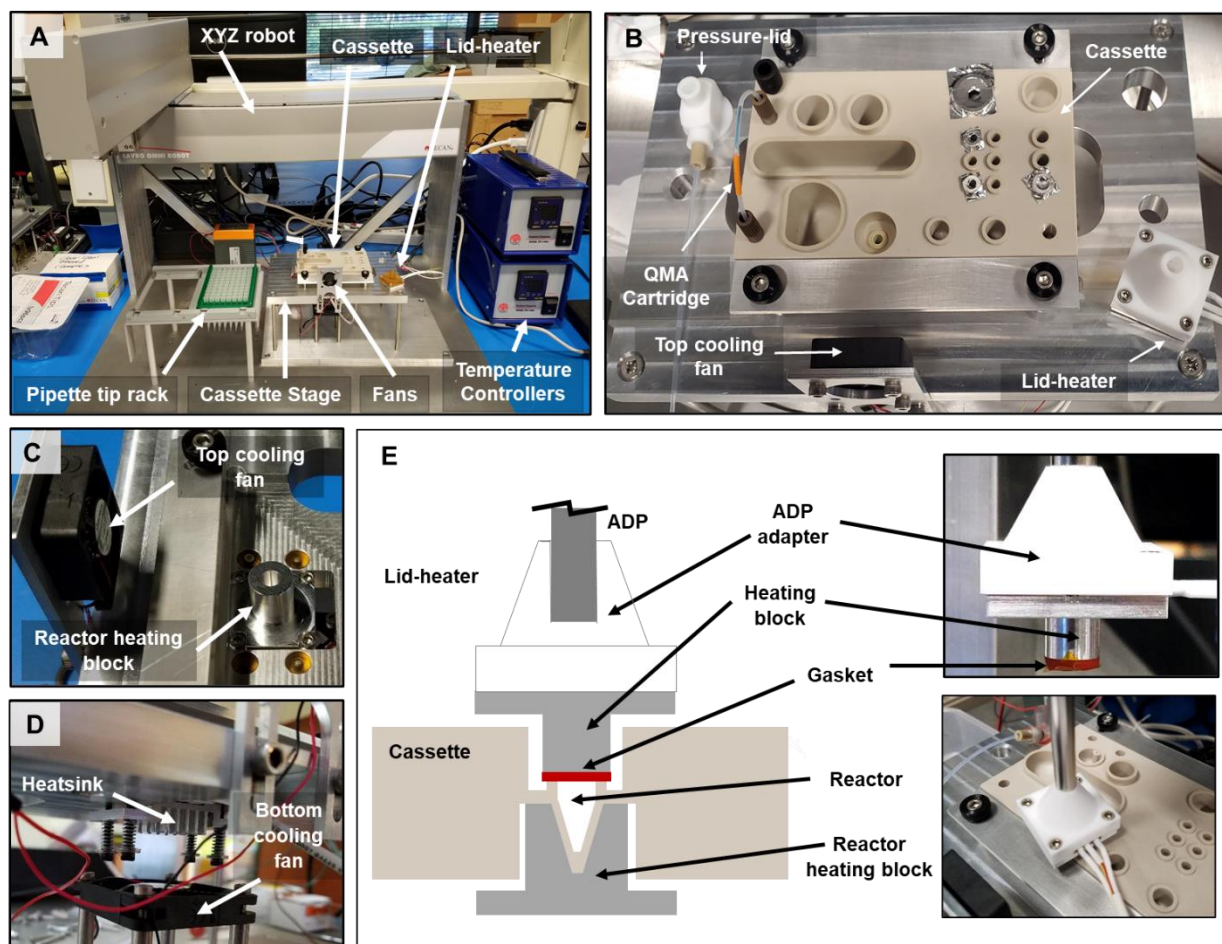 A
XYZ robot
Cassette
Lid-heater
Pipette tip rack
Cassette Stage
Fans
Temperature
Controllers
B
Pressure-lid
Cassette
QMA
Cartridge
Top cooling
fan
Lid-heater
C
Top cooling
fan
Reactor heating
block
D
Heatsink
Bottom
cooling
fan
E
ADP
Lid-heater
ADP
adapter
Heating
block
Gasket
Cassette
Reactor
Reactor
heating block